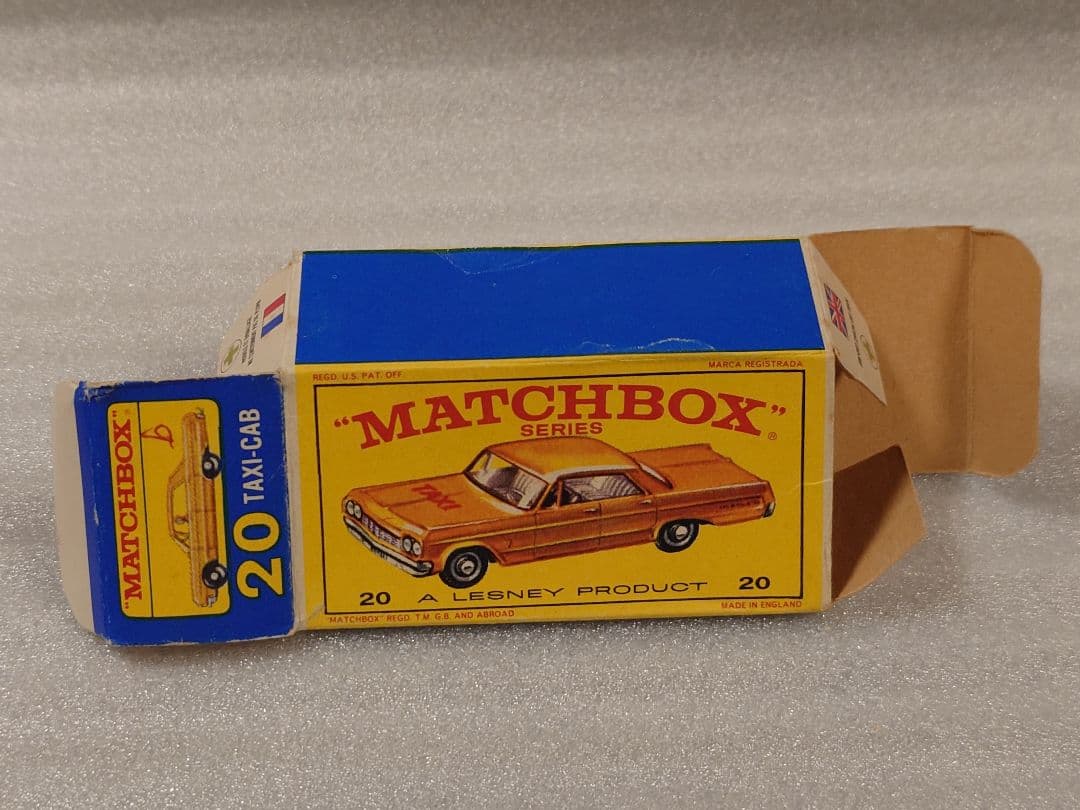 REGD. U.S. PAT. OFF.
MARCA REGISTRADA
"MATCHBOX"®
SERIES
TAXI
20 A LESNEY PRODUCT 20
"MATCHBOX" REGD. T.M. G.B. AND ABROAD
MADE IN ENGLAND
"MATCHBOX"®
20 TAXI-CAB
9